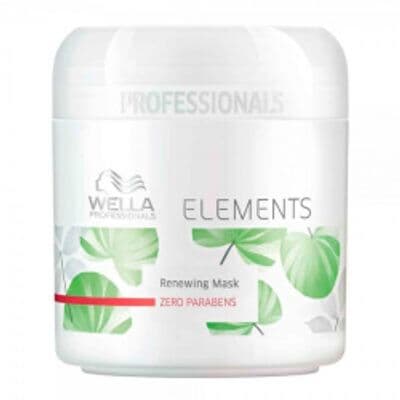 PROFESSIONALS
WELLA
PROFESSIONALS
ELEMENTS
Renewing Mask
ZERO PARABENS